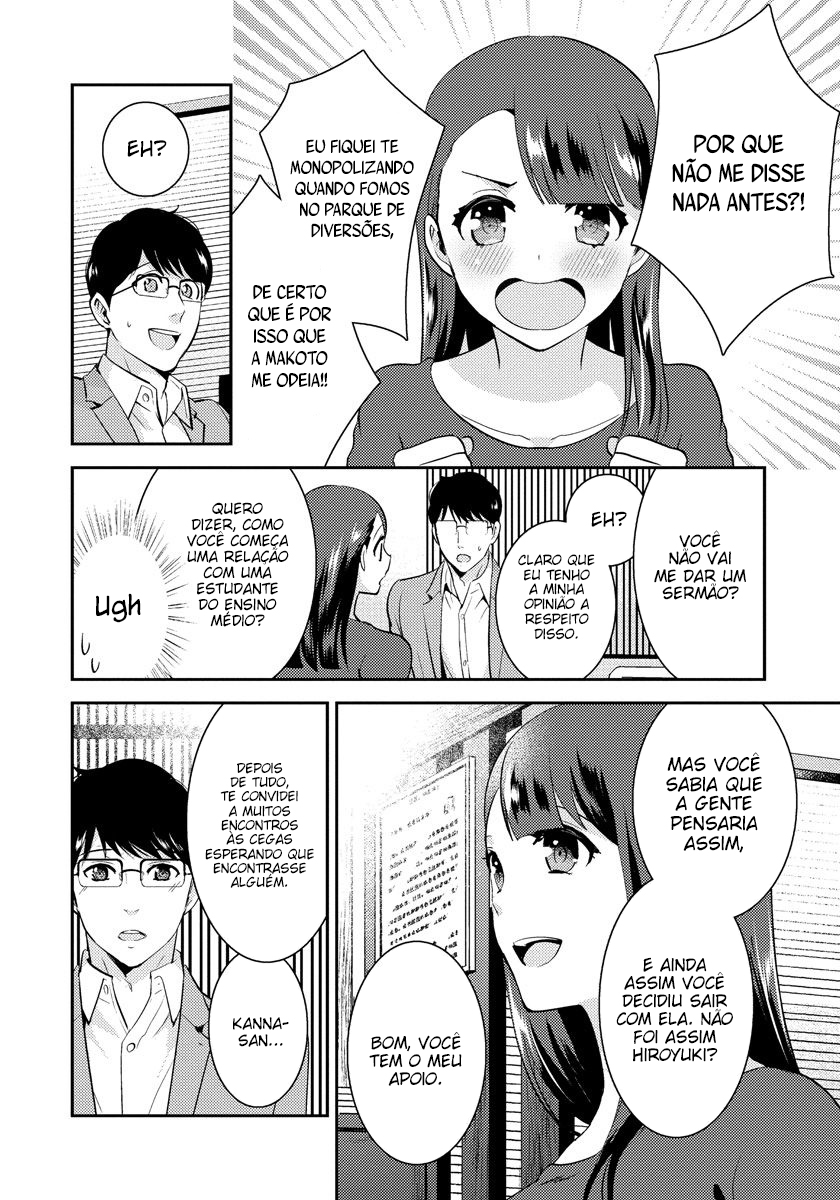 POR QUE
NÃO ME DISSE
NADA ANTES?!
EU FIQUEI TE
MONOPOLIZANDO
QUANDO FOMOS
NO PARQUE DE
DIVERSÕES,
DE CERTO
QUE É POR
ISSO QUE
A MAKOTO
ME ODEIA!!
EH?
VOCÊ
NÃO VAI
ME DAR UM
SERMÃO?
EH?
CLARO QUE
EU TENHO
A MINHA
OPINIÃO A
RESPEITO
DISSO.
QUERO
DIZER, COMO
VOCÊ COMEÇA
UMA RELAÇÃO
COM UMA
ESTUDANTE
DO ENSINO
MÉDIO?
Ugh
MAS VOCÊ
SABIA QUE
A GENTE
PENSARIA
ASSIM,
E AINDA
ASSIM VOCÊ
DECIDIU SAIR
COM ELA. NÃO
FOI ASSIM
HIROYUKI?
BOM, VOCÊ
TEM O MEU
APOIO.
DEPOIS
DE TUDO,
TE CONVIDEI
A MUITOS
ENCONTROS
ÀS CEGAS
ESPERANDO QUE
ENCONTRASSE
ALGUÉM.
KANNA-
SAN...